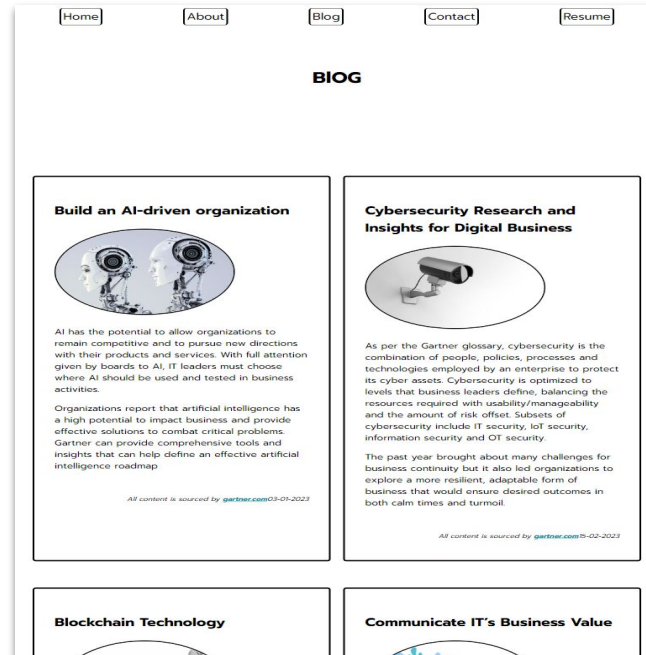 Home About Blog Contact Resume
BlOG
Build an AI-driven organization
AI has the potential to allow organizations to
remain competitive and to pursue new directions
with their products and services. With full attention
given by boards to AI, IT leaders must choose
where AI should be used and tested in business
activities.
Organizations report that artificial intelligence has
a high potential to impact business and provide
effective solutions to combat critical problems.
Gartner can provide comprehensive tools and
insights that can help define an effective artificial
intelligence roadmap
All content is sourced by gartner.com03-01-2023
Cybersecurity Research and
Insights for Digital Business
As per the Gartner glossary, cybersecurity is the
combination of people, policies, processes and
technologies employed by an enterprise to protect
its cyber assets. Cybersecurity is optimized to
levels that business leaders define, balancing the
resources required with usability/manageability
and the amount of risk offset. Subsets of
cybersecurity include IT security, IoT security,
information security and OT security.
The past year brought about many challenges for
business continuity but it also led organizations to
explore a more resilient, adaptable form of
business that would ensure desired outcomes in
both calm times and turmoil.
All content is sourced by gartner.com15-02-2023
Blockchain Technology
Communicate IT's Business Value